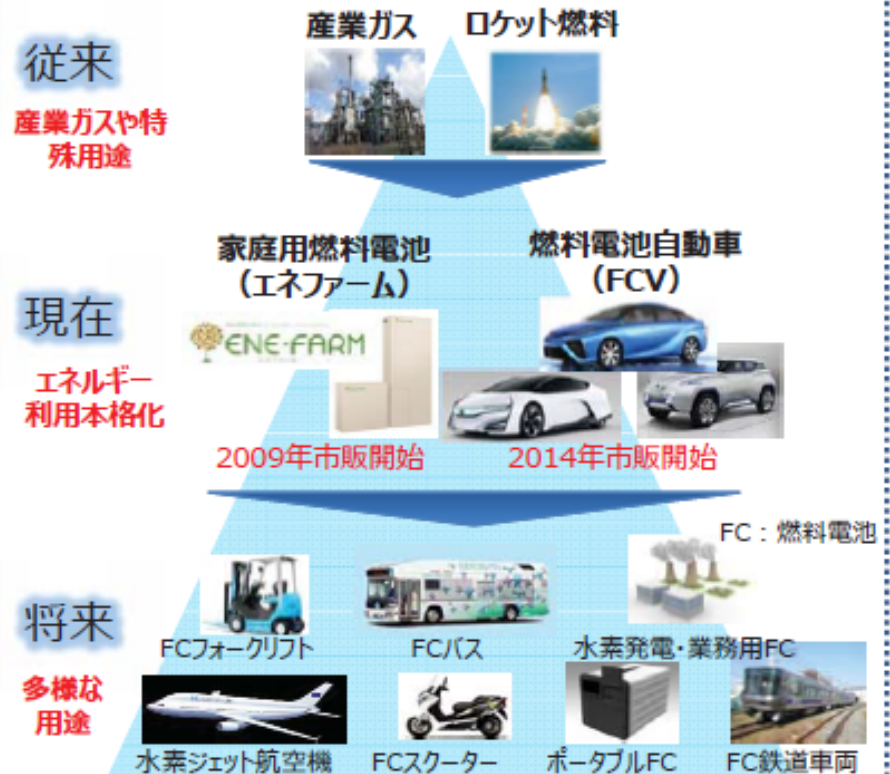 産業ガス ロケット燃料
従来
産業ガスや特
殊用途
家庭用燃料電池
(エネファーム)
燃料電池自動車
(FCV)
現在
ENE・FARM
エネルギー
利用本格化
2009年市販開始 2014年市販開始
FC:燃料電池
将来
FCフォークリフト FCバス 水素発電・業務用FC
多様な
用途
水素ジェット航空機 FCスクーター ポータブルFC FC鉄道車両